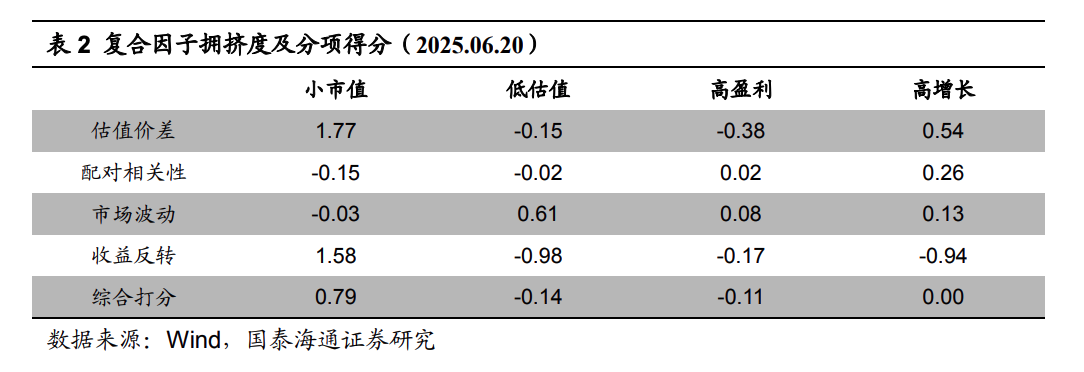 表 2 复合因子拥挤度及分项得分（2025.06.20）
小市值 低估值 高盈利 高增长
估值价差 1.77 -0.15 -0.38 0.54
配对相关性 -0.15 -0.02 0.02 0.26
市场波动 -0.03 0.61 0.08 0.13
收益反转 1.58 -0.98 -0.17 -0.94
综合打分 0.79 -0.14 -0.11 0.00
数据来源：Wind，国泰海通证券研究